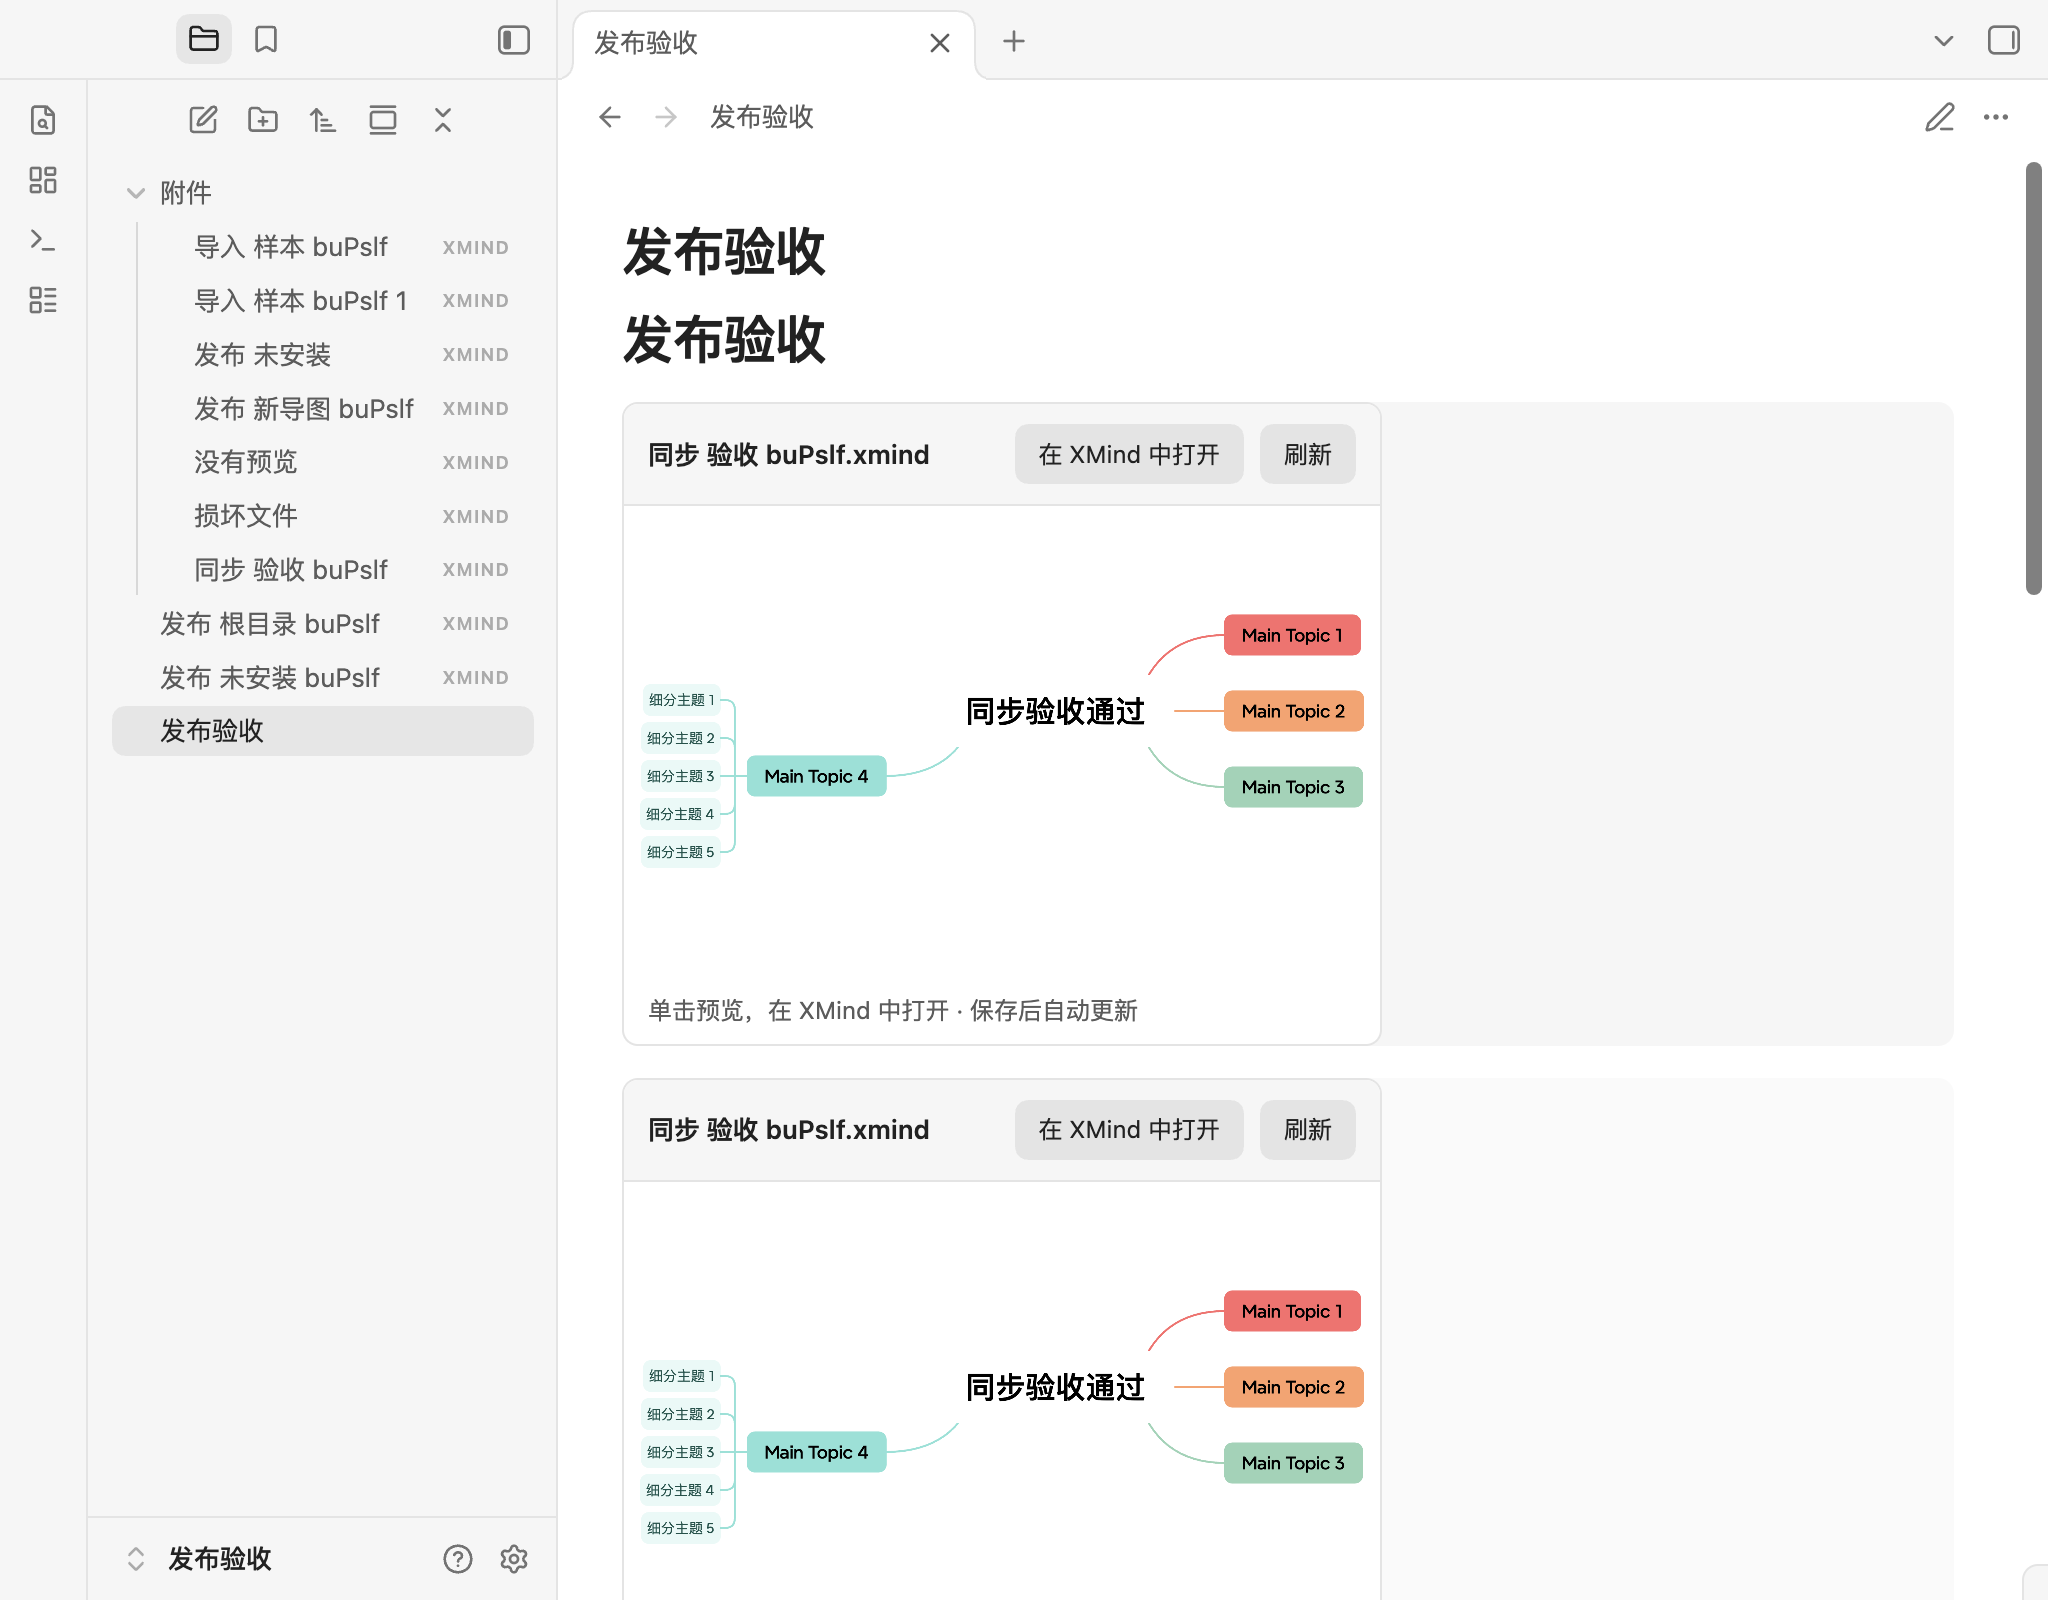 发布验收
发布验收
附件
导入 样本 buPslf XMIND
导入 样本 buPslf 1 XMIND
发布 未安装 XMIND
发布 新导图 buPslf XMIND
没有预览 XMIND
损坏文件 XMIND
同步 验收 buPslf XMIND
发布 根目录 buPslf XMIND
发布 未安装 buPslf XMIND
发布验收
发布验收
发布验收
发布验收
同步 验收 buPslf.xmind 在 XMind 中打开 刷新
Main Topic 1
同步验收通过
Main Topic 2
Main Topic 3
Main Topic 4
细分主题 1
细分主题 2
细分主题 3
细分主题 4
细分主题 5
单击预览，在 XMind 中打开 · 保存后自动更新
同步 验收 buPslf.xmind 在 XMind 中打开 刷新
Main Topic 1
同步验收通过
Main Topic 2
Main Topic 3
Main Topic 4
细分主题 1
细分主题 2
细分主题 3
细分主题 4
细分主题 5